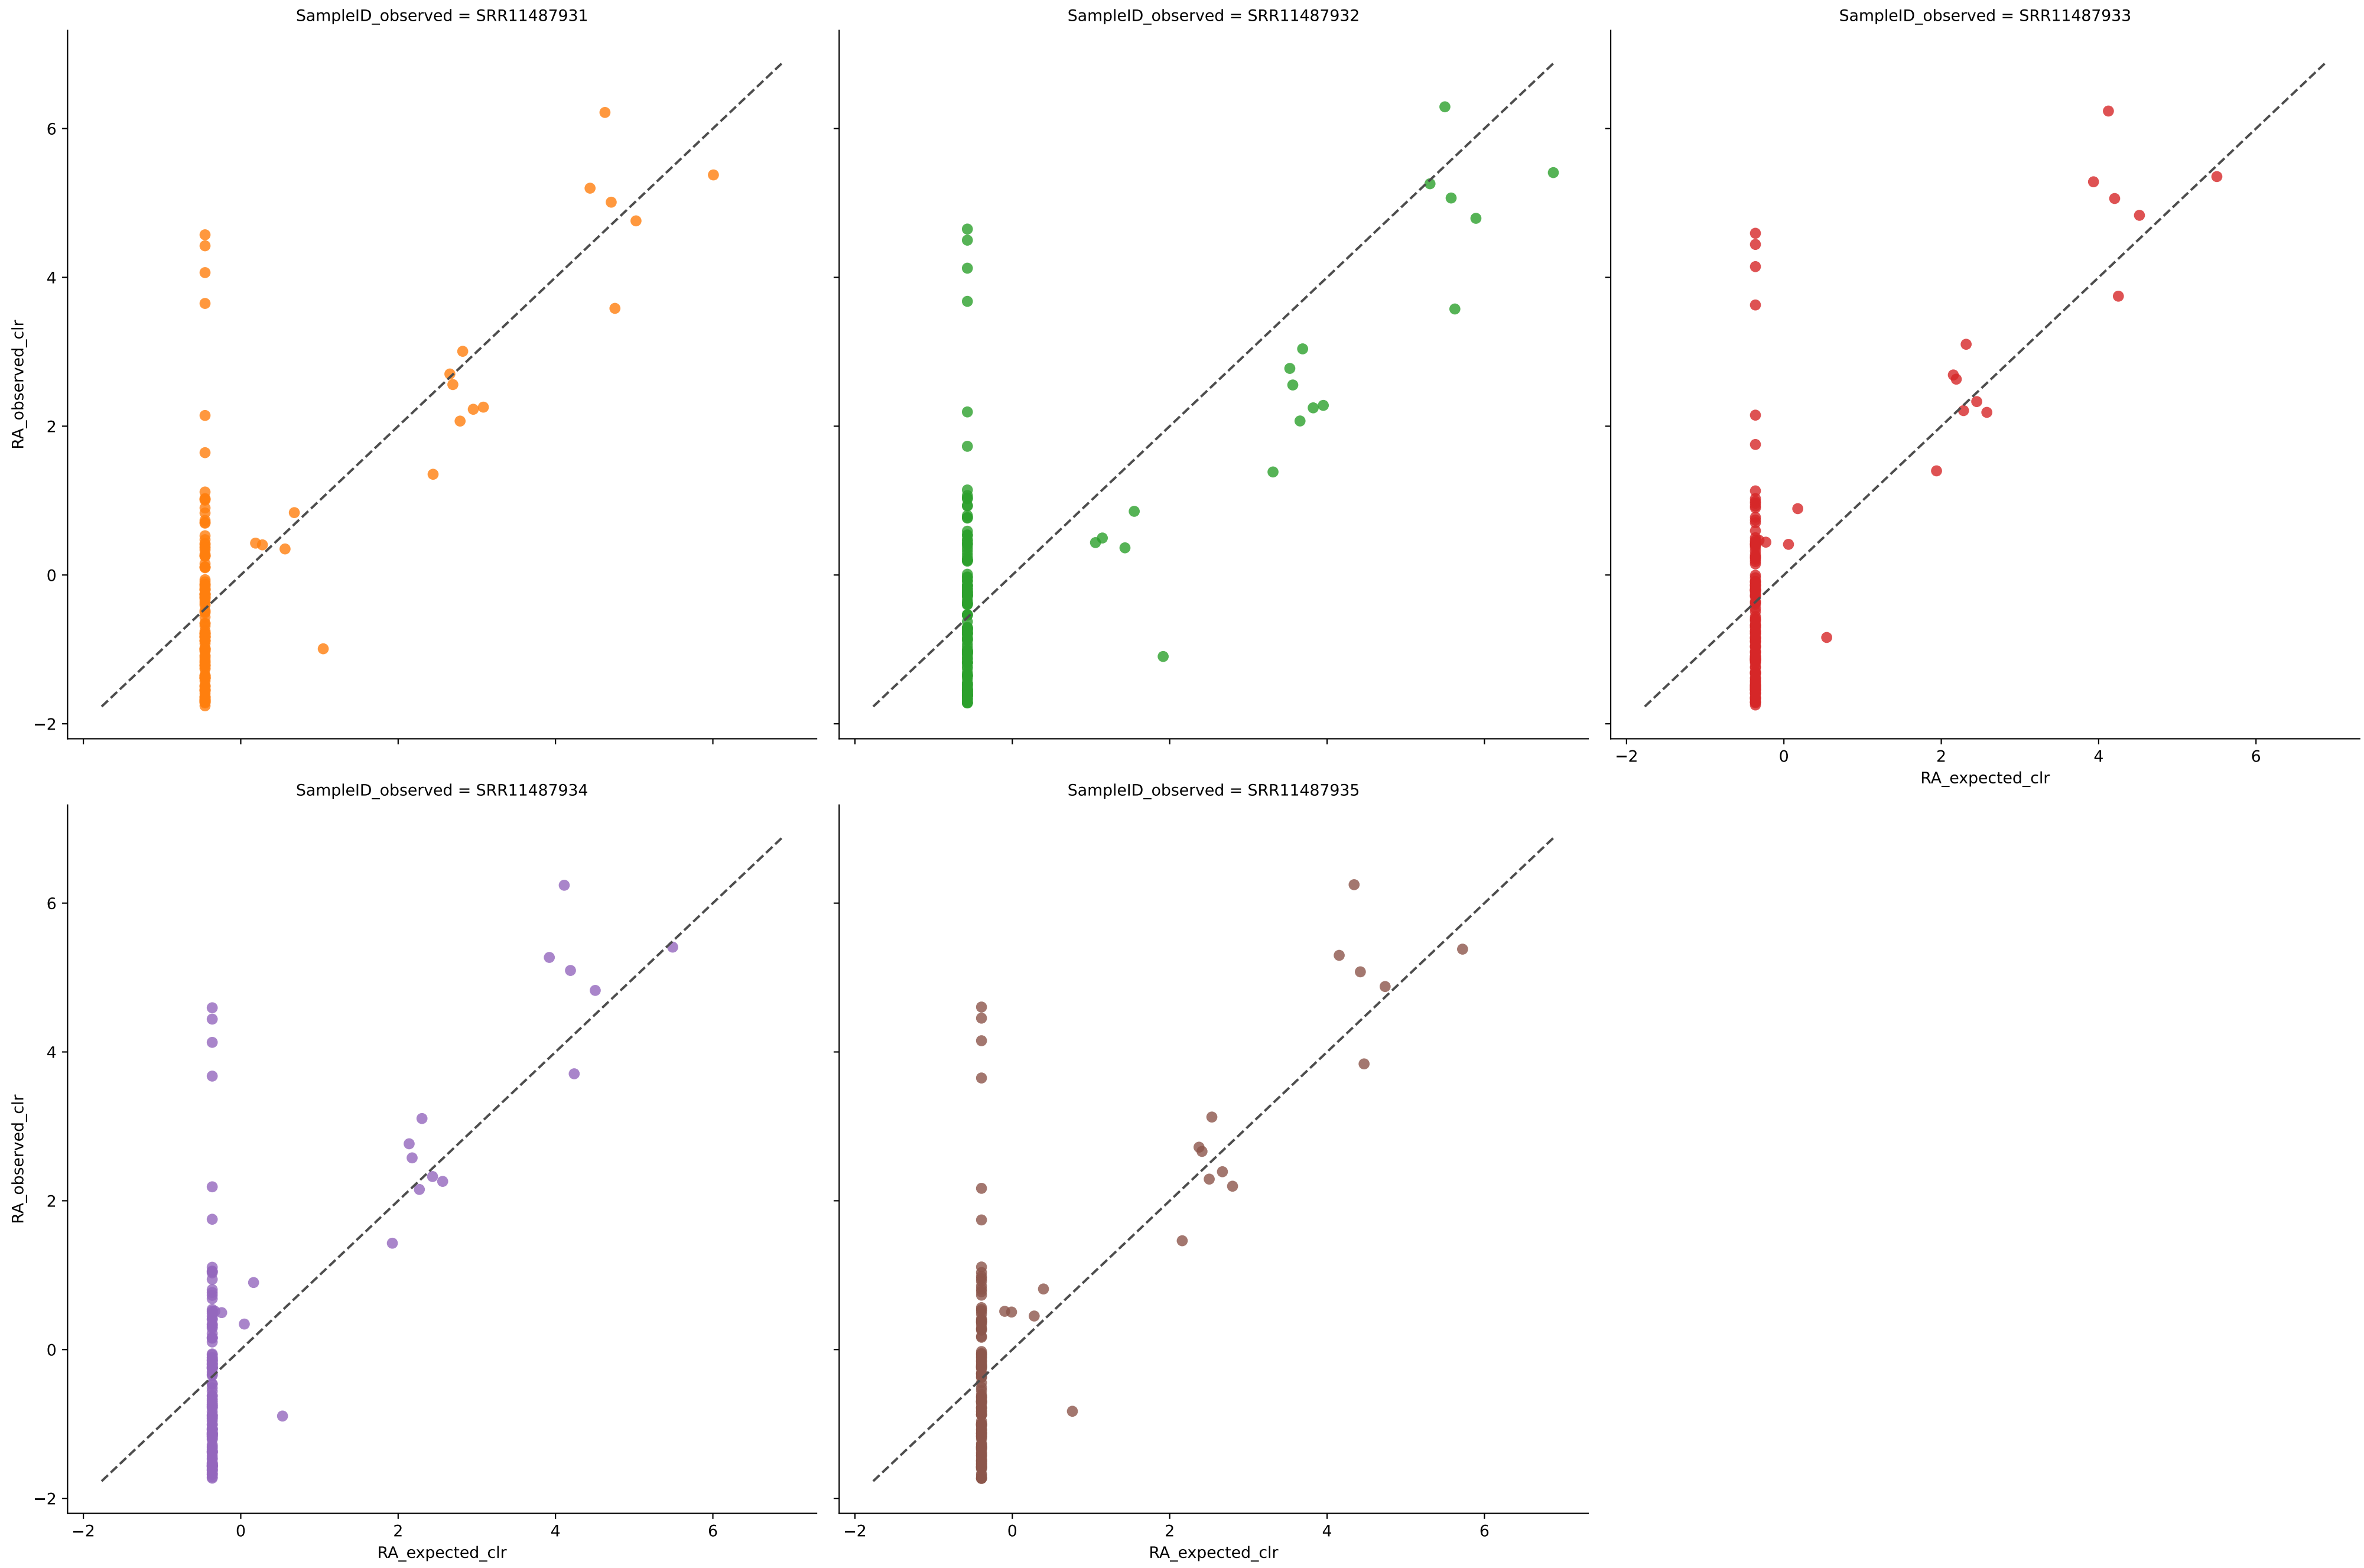 SampleID_observed = SRR11487931
SampleID_observed = SRR11487932
SampleID_observed = SRR11487933
RA_observed_clr
6
4
2
0
−2
−2 0 2 4 6
RA_expected_clr
SampleID_observed = SRR11487934
SampleID_observed = SRR11487935
RA_observed_clr
6
4
2
0
−2
−2 0 2 4 6
RA_expected_clr
−2 0 2 4 6
RA_expected_clr